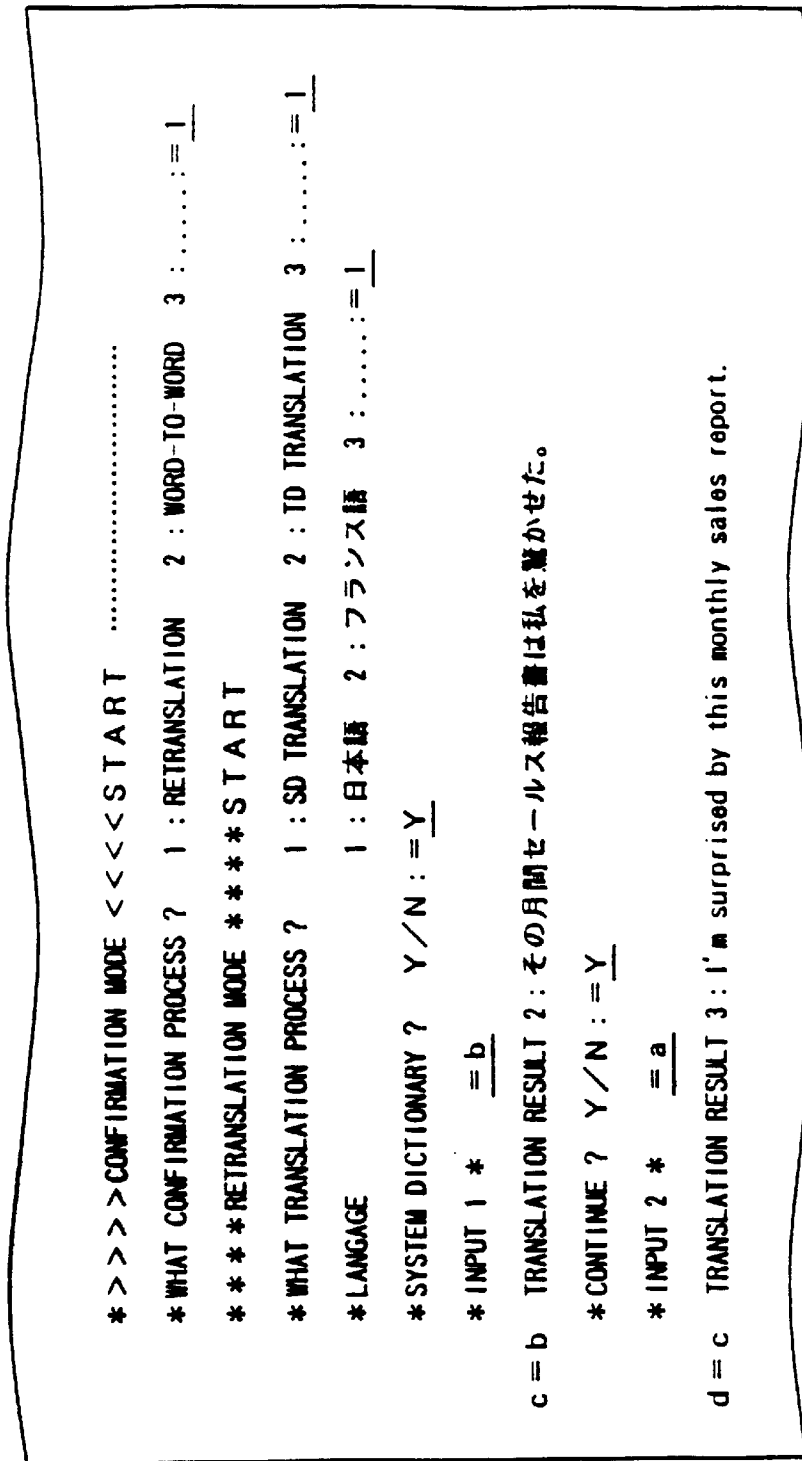 *>>>>>CONFIRMATION MODE <<<<<START ................................
*WHAT CONFIRMATION PROCESS ? 1 : RETRANSLATION 2 : WORD-TO-WORD 3 : ..... : = 1
****RETRANSLATION MODE ****START
*WHAT TRANSLATION PROCESS ? 1 : SD TRANSLATION 2 : TD TRANSLATION 3 : ..... : = 1
*LANGAGE 1 : 日本語 2 : フランス語 3 : ..... : = 1
*SYSTEM DICTIONARY ? Y/N : = Y
*INPUT 1 * = b
c = b TRANSLATION RESULT 2 : その月間セールス報告書は私を驚かせた。
*CONTINUE ? Y/N : = Y
*INPUT 2 * = a
d = c TRANSLATION RESULT 3 : I'm surprised by this monthly sales report.